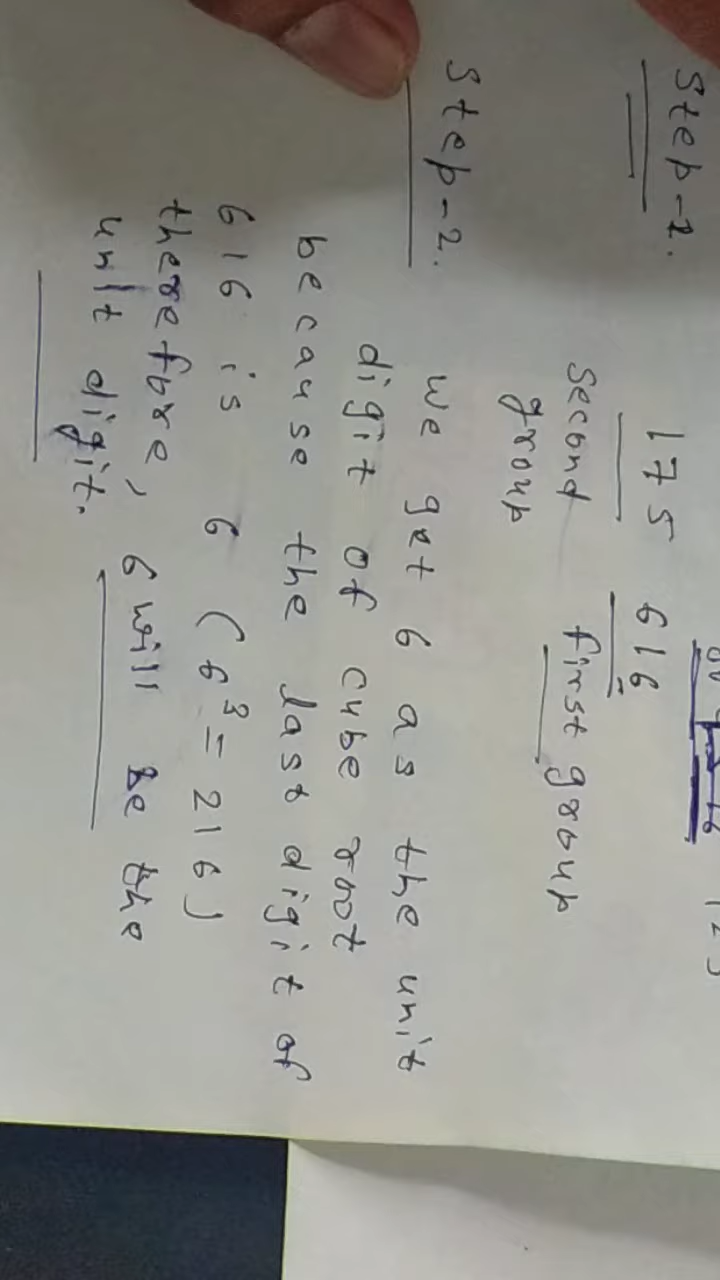 Step-1.
175 616
second first group
group
Step-2.
we get 6 as the unit
digit of cube root
because the last digit of
616 is 6 (6³ = 216)
therefore, 6 will be the
unit digit.